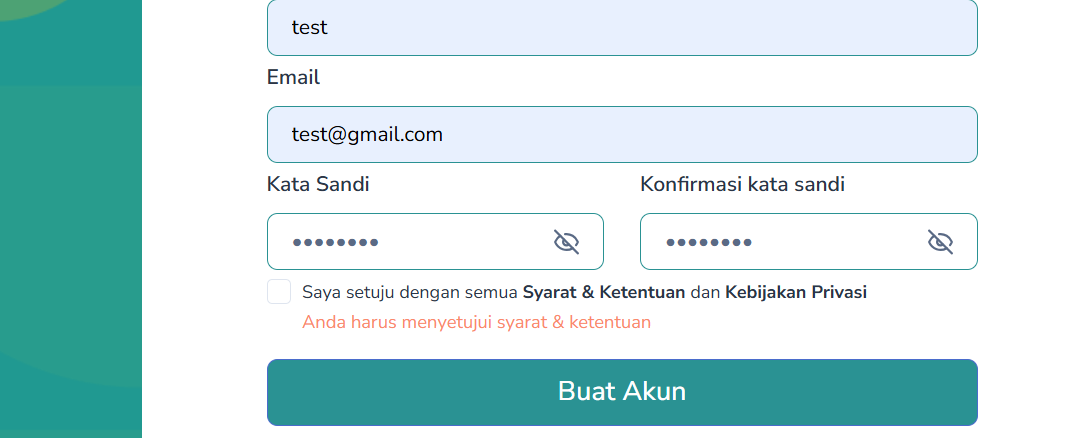 test
Email
test@gmail.com
Kata Sandi
Konfirmasi kata sandi
••••••••
••••••••
Saya setuju dengan semua Syarat & Ketentuan dan Kebijakan Privasi
Anda harus menyetujui syarat & ketentuan
Buat Akun